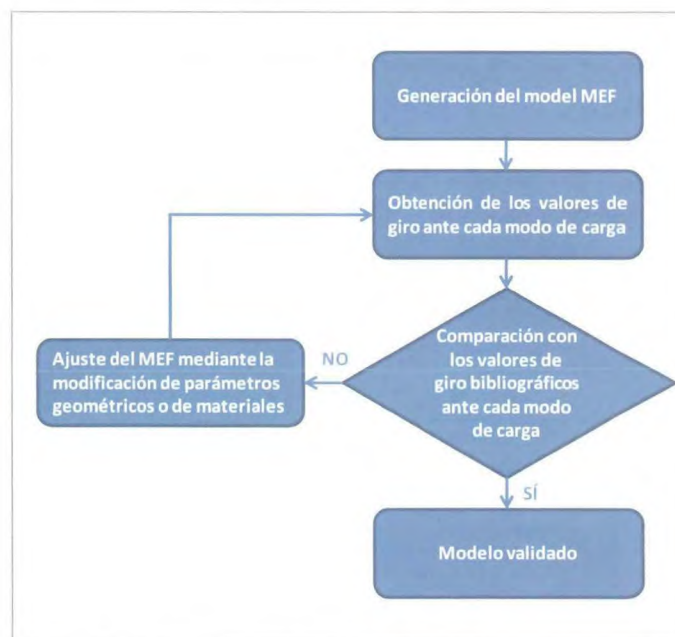 Generación del model MEF
Obtención de los valores de
giro ante cada modo de carga
Comparación con
los valores de
giro bibliográficos
ante cada modo
de carga
NO
Ajuste del MEF mediante la
modificación de parámetros
geométricos o de materiales
SÍ
Modelo validado